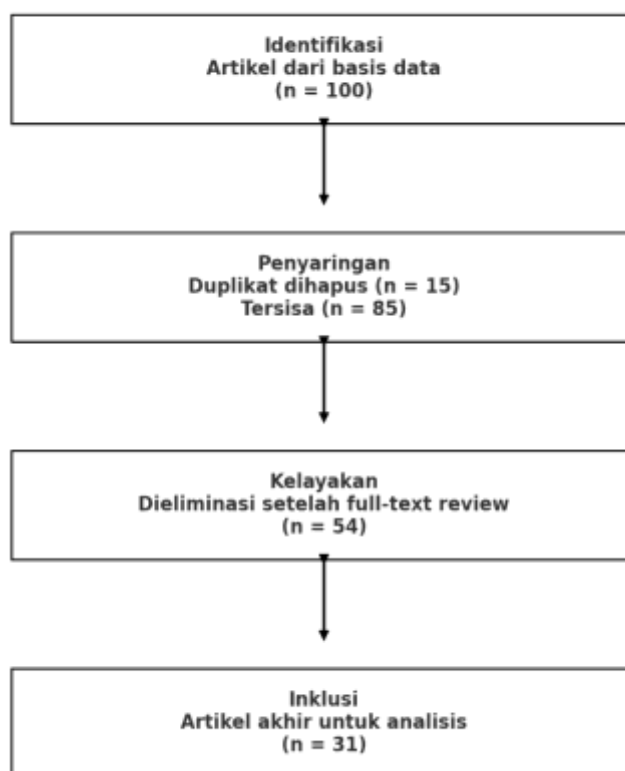 Identifikasi
Artikel dari basis data
(n = 100)
Penyaringan
Duplikat dihapus (n = 15)
Tersisa (n = 85)
Kelayakan
Dieliminasi setelah full-text review
(n = 54)
Inklusi
Artikel akhir untuk analisis
(n = 31)